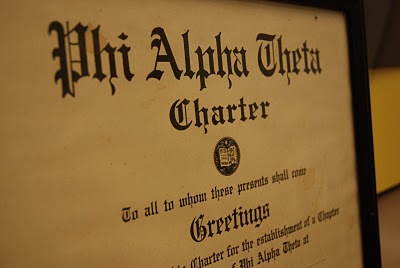 Phi Alpha Theta
Charter
To all to whom these presents shall come
Greetings
Charter for the establishment of a Chapter
of Phi Alpha Theta at